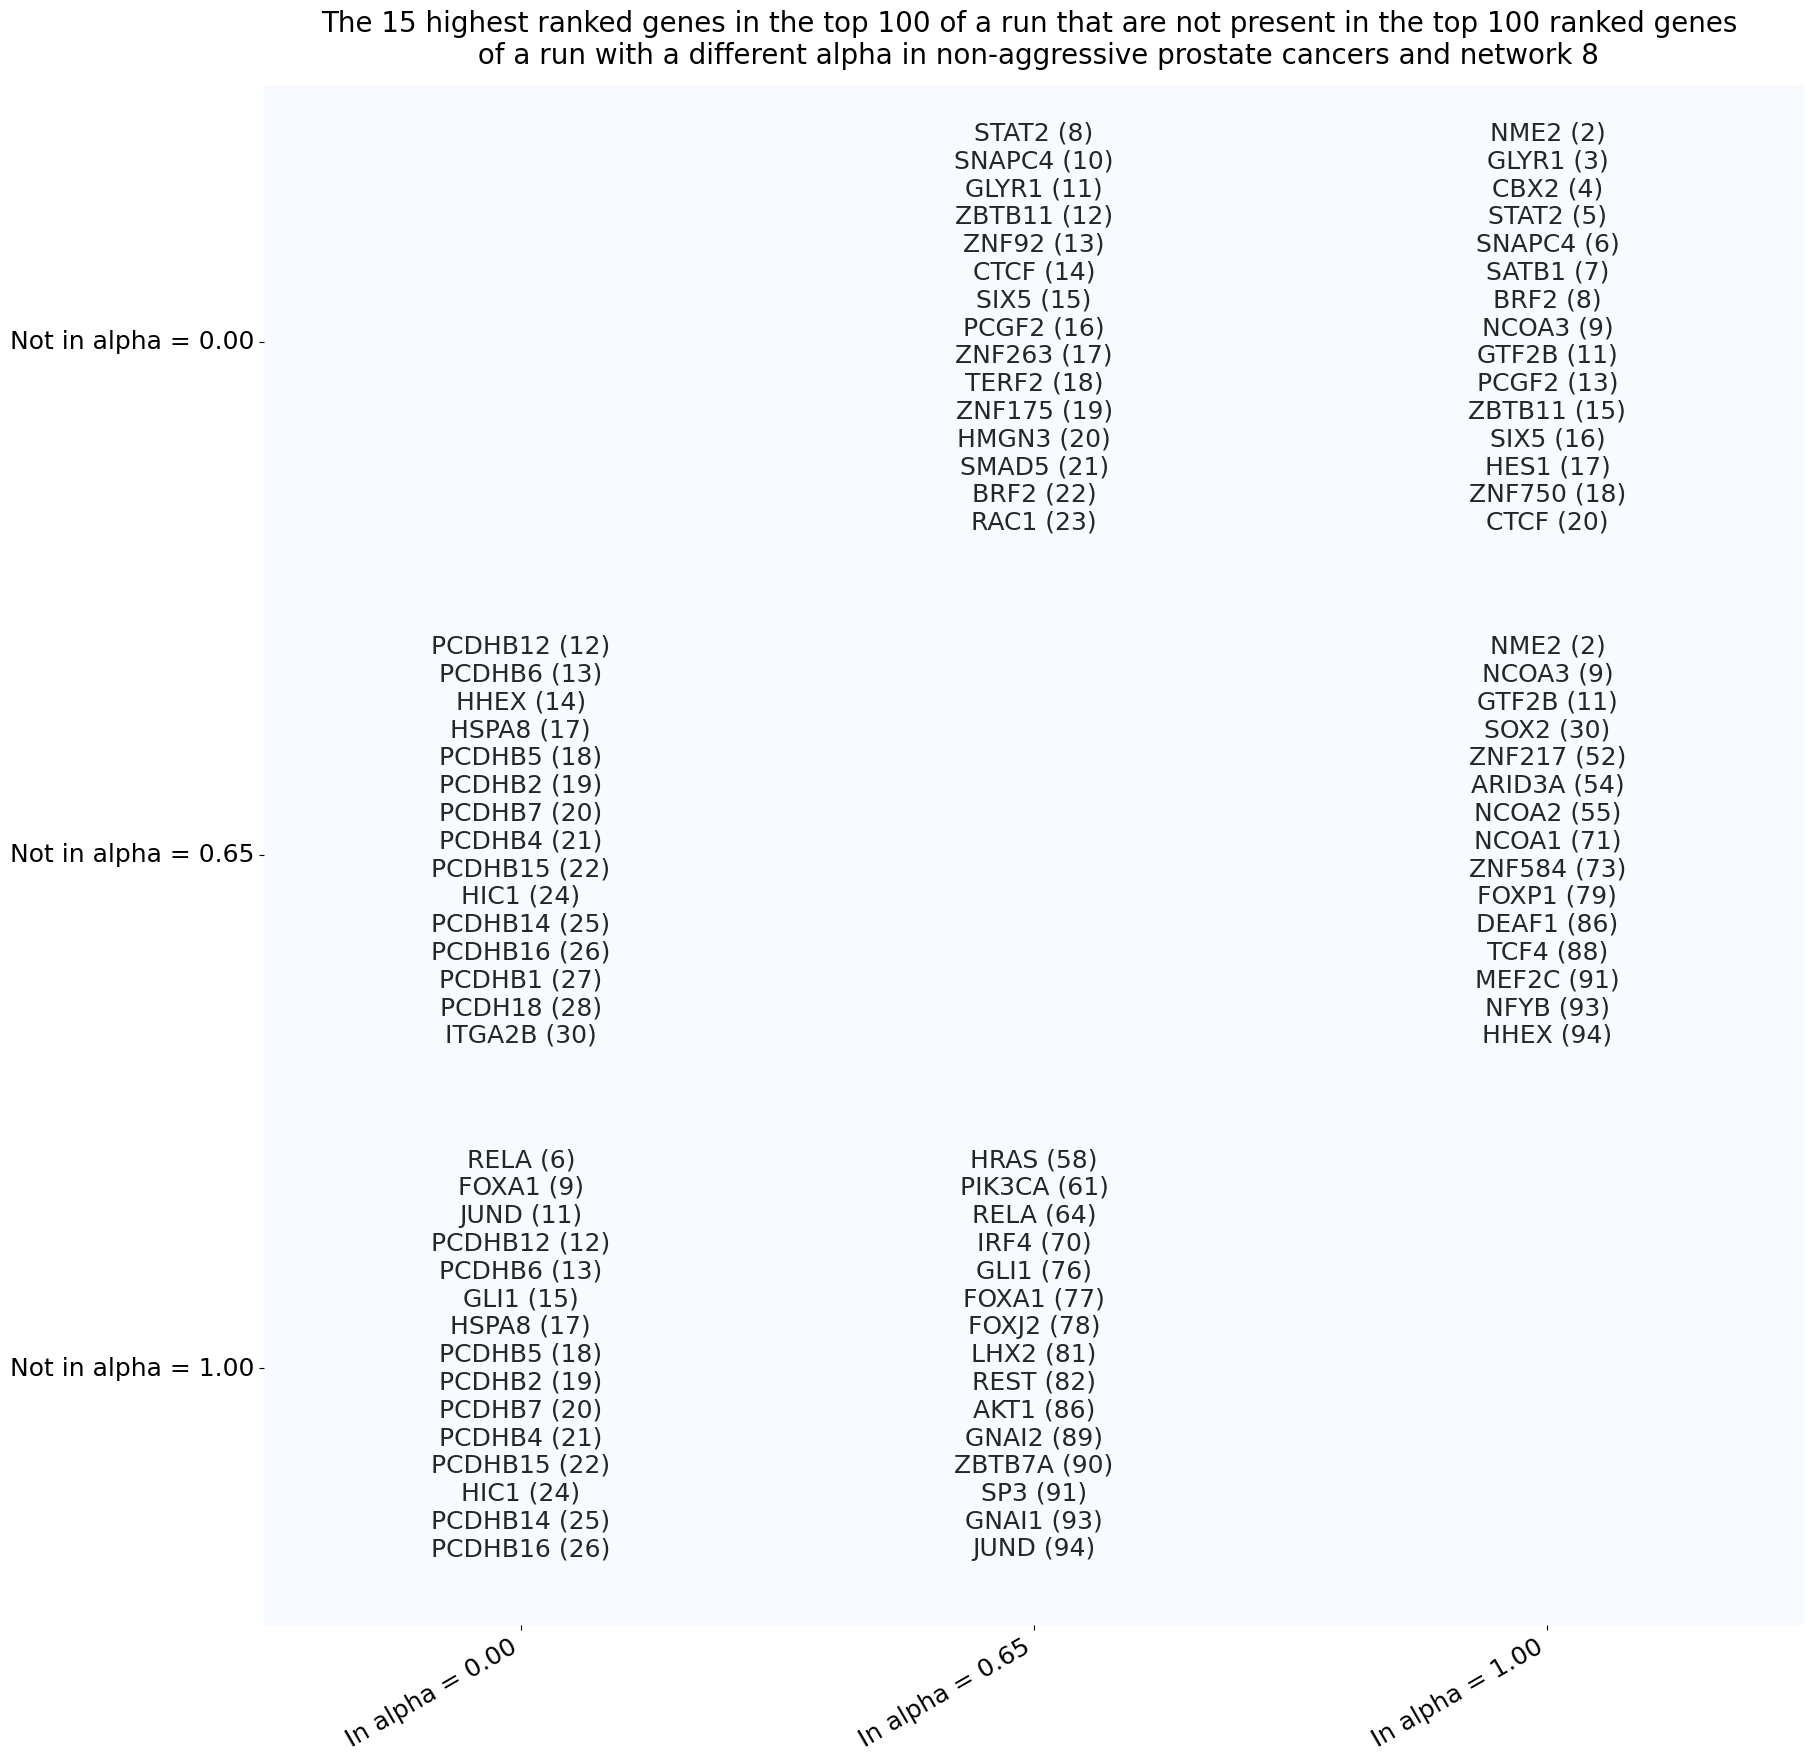 The 15 highest ranked genes in the top 100 of a run that are not present in the top 100 ranked genes
of a run with a different alpha in non-aggressive prostate cancers and network 8
Not in alpha = 0.00
STAT2 (8)
SNAPC4 (10)
GLYR1 (11)
ZBTB11 (12)
ZNF92 (13)
CTCF (14)
SIX5 (15)
PCGF2 (16)
ZNF263 (17)
TERF2 (18)
ZNF175 (19)
HMGN3 (20)
SMAD5 (21)
BRF2 (22)
RAC1 (23)
NME2 (2)
GLYR1 (3)
CBX2 (4)
STAT2 (5)
SNAPC4 (6)
SATB1 (7)
BRF2 (8)
NCOA3 (9)
GTF2B (11)
PCGF2 (13)
ZBTB11 (15)
SIX5 (16)
HES1 (17)
ZNF750 (18)
CTCF (20)
Not in alpha = 0.65
PCDHB12 (12)
PCDHB6 (13)
HHEX (14)
HSPA8 (17)
PCDHB5 (18)
PCDHB2 (19)
PCDHB7 (20)
PCDHB4 (21)
PCDHB15 (22)
HIC1 (24)
PCDHB14 (25)
PCDHB16 (26)
PCDHB1 (27)
PCDH18 (28)
ITGA2B (30)
NME2 (2)
NCOA3 (9)
GTF2B (11)
SOX2 (30)
ZNF217 (52)
ARID3A (54)
NCOA2 (55)
NCOA1 (71)
ZNF584 (73)
FOXP1 (79)
DEAF1 (86)
TCF4 (88)
MEF2C (91)
NFYB (93)
HHEX (94)
Not in alpha = 1.00
RELA (6)
FOXA1 (9)
JUND (11)
PCDHB12 (12)
PCDHB6 (13)
GLI1 (15)
HSPA8 (17)
PCDHB5 (18)
PCDHB2 (19)
PCDHB7 (20)
PCDHB4 (21)
PCDHB15 (22)
HIC1 (24)
PCDHB14 (25)
PCDHB16 (26)
HRAS (58)
PIK3CA (61)
RELA (64)
IRF4 (70)
GLI1 (76)
FOXA1 (77)
FOXJ2 (78)
LHX2 (81)
REST (82)
AKT1 (86)
GNAI2 (89)
ZBTB7A (90)
SP3 (91)
GNAI1 (93)
JUND (94)
In alpha = 0.00
In alpha = 0.65
In alpha = 1.00